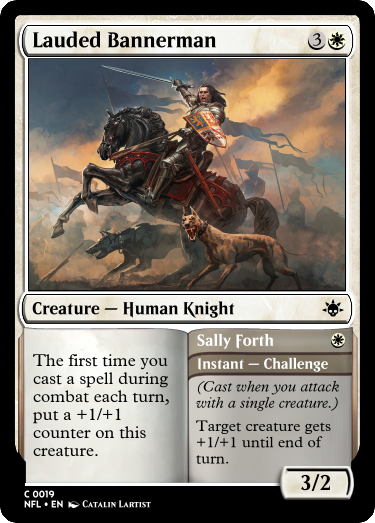 Lauded Bannerman 3
Creature — Human Knight
The first time you
cast a spell during
combat each turn,
put a +1/+1
counter on this
creature.
Sally Forth
Instant — Challenge
(Cast when you attack
with a single creature.)
Target creature gets
+1/+1 until end of
turn.
3/2
C 0019
NFL • EN Catalin Lartist